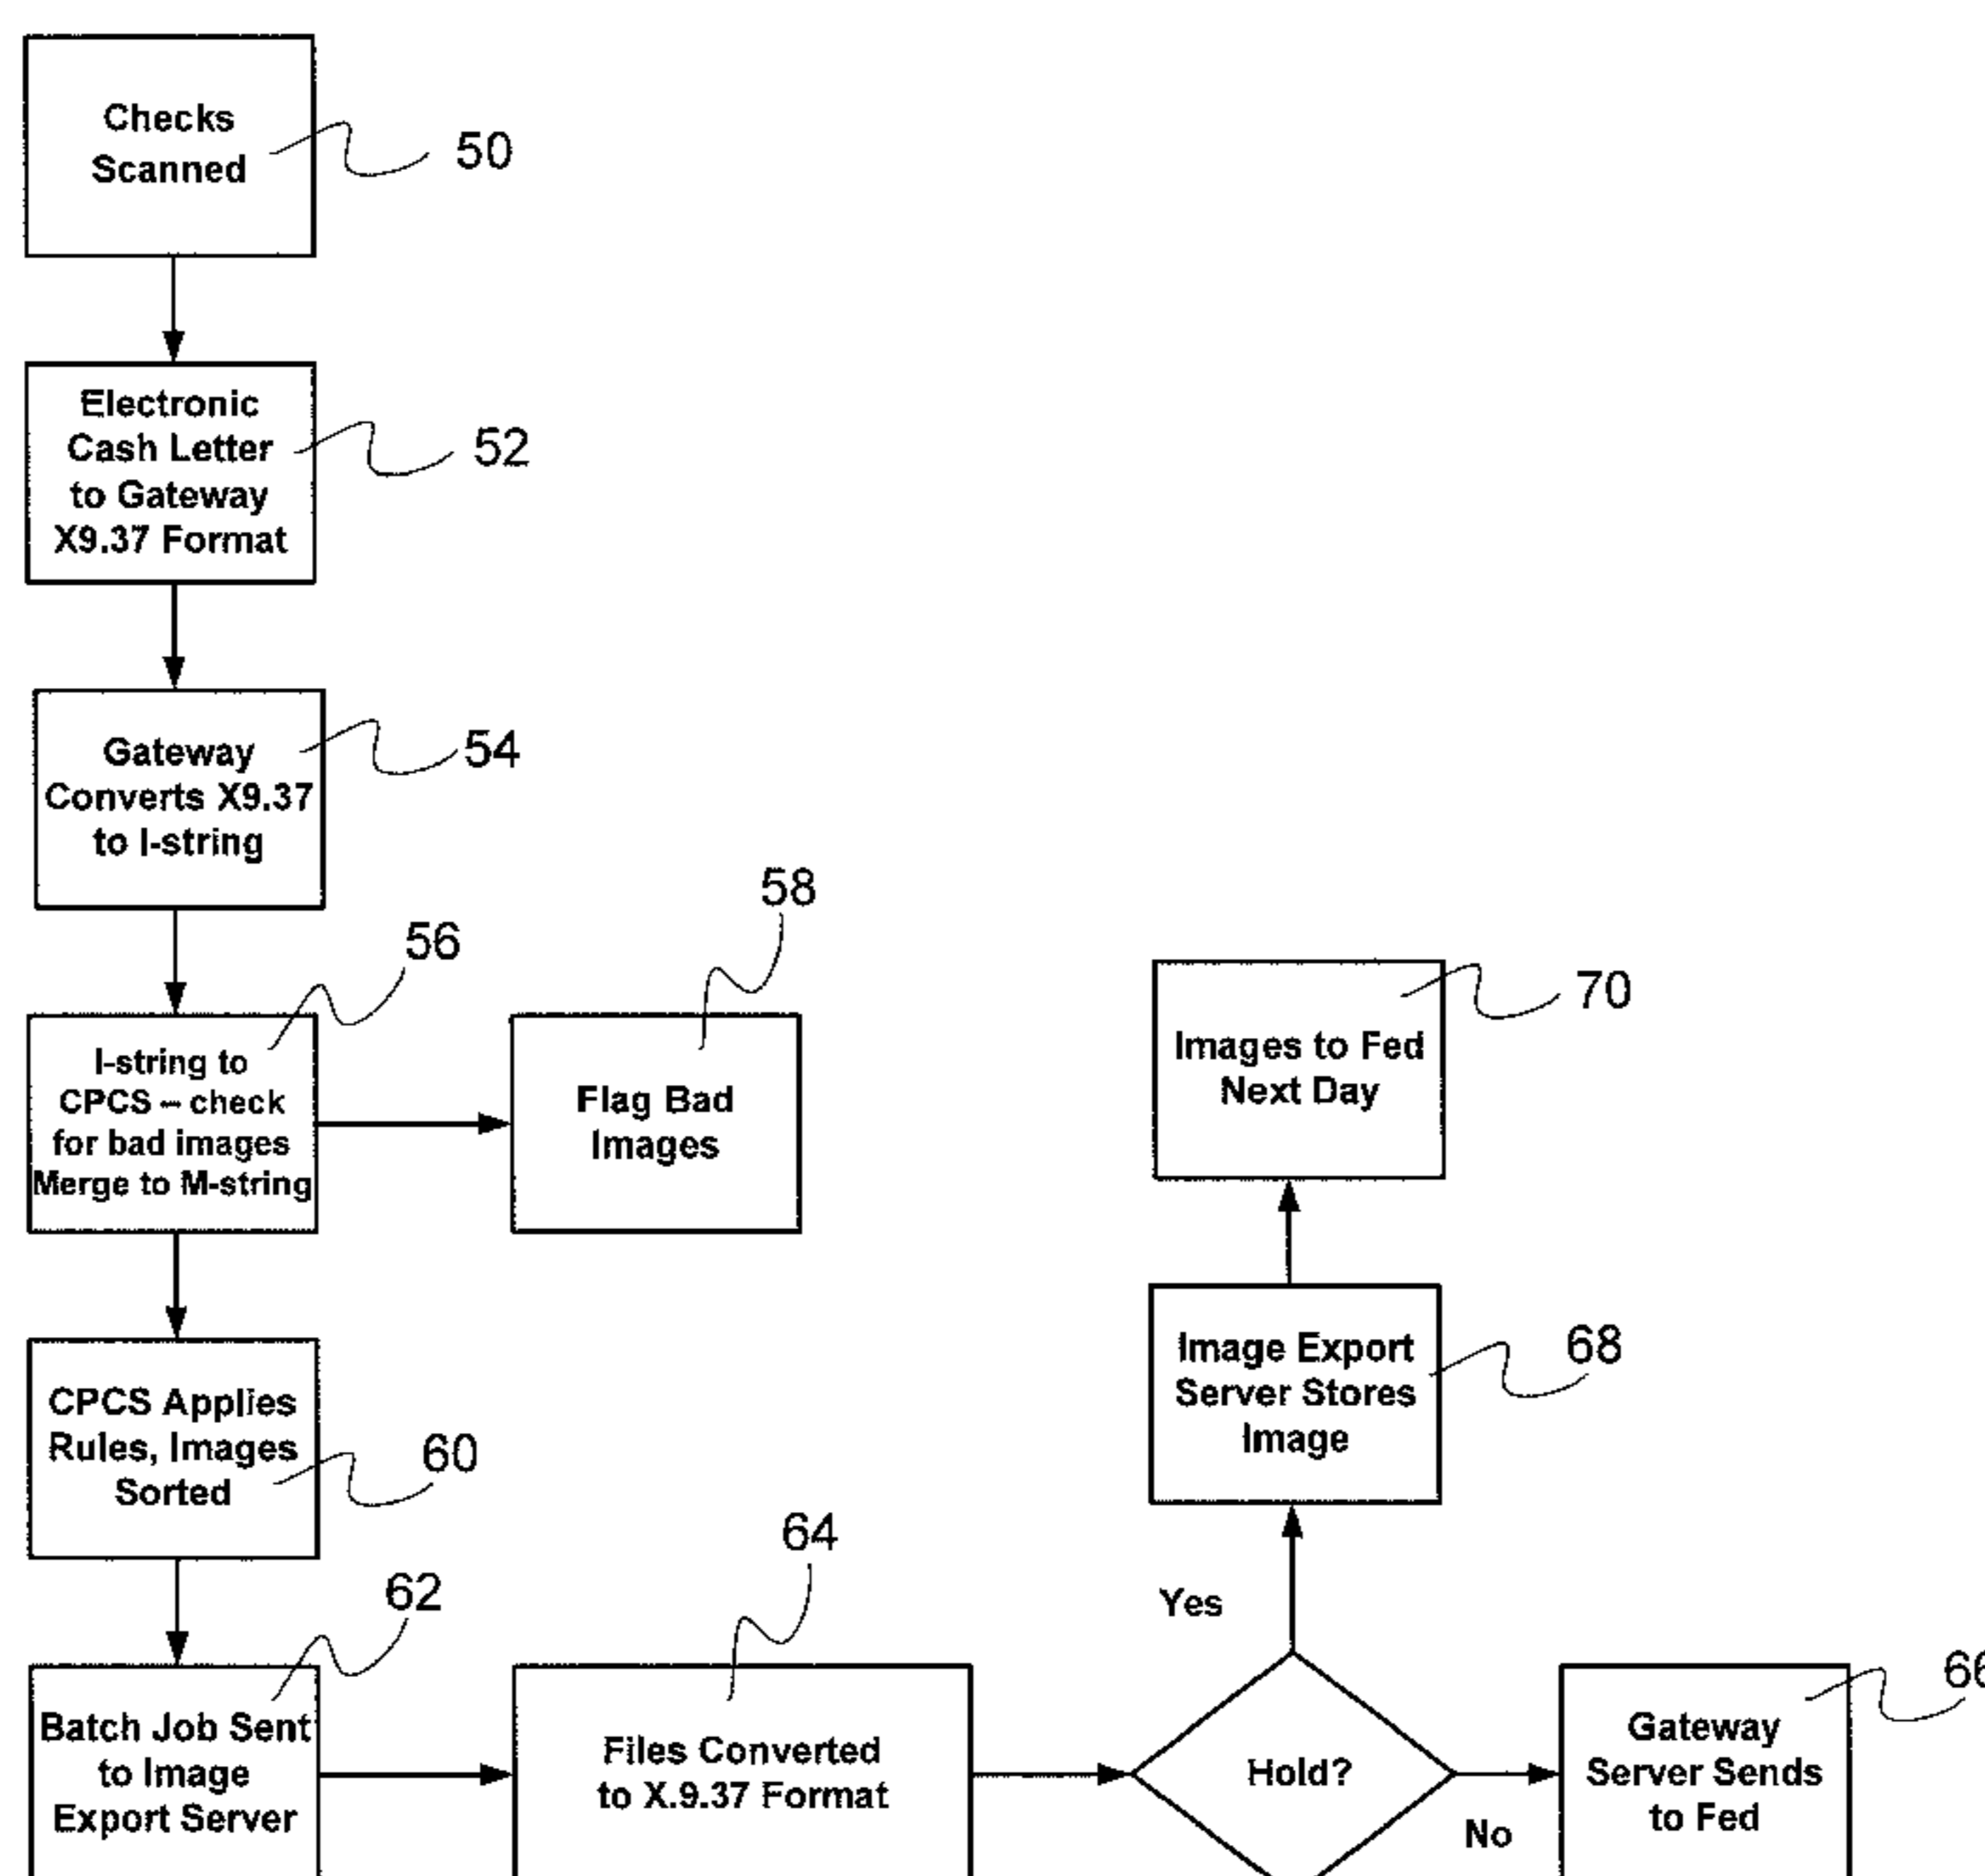 Checks
Scanned
50
Electronic
Cash Letter
to Gateway
X9.37 Format
52
Gateway
Converts X9.37
to I-string
54
I-string to
CPCS – check
for bad images
Merge to M-string
56
Flag Bad
Images
58
CPCS Applies
Rules, Images
Sorted
60
Batch Job Sent
to Image
Export Server
62
Files Converted
to X.9.37 Format
64
Hold?
Yes
No
Gateway
Server Sends
to Fed
66
Image Export
Server Stores
Image
68
Images to Fed
Next Day
70